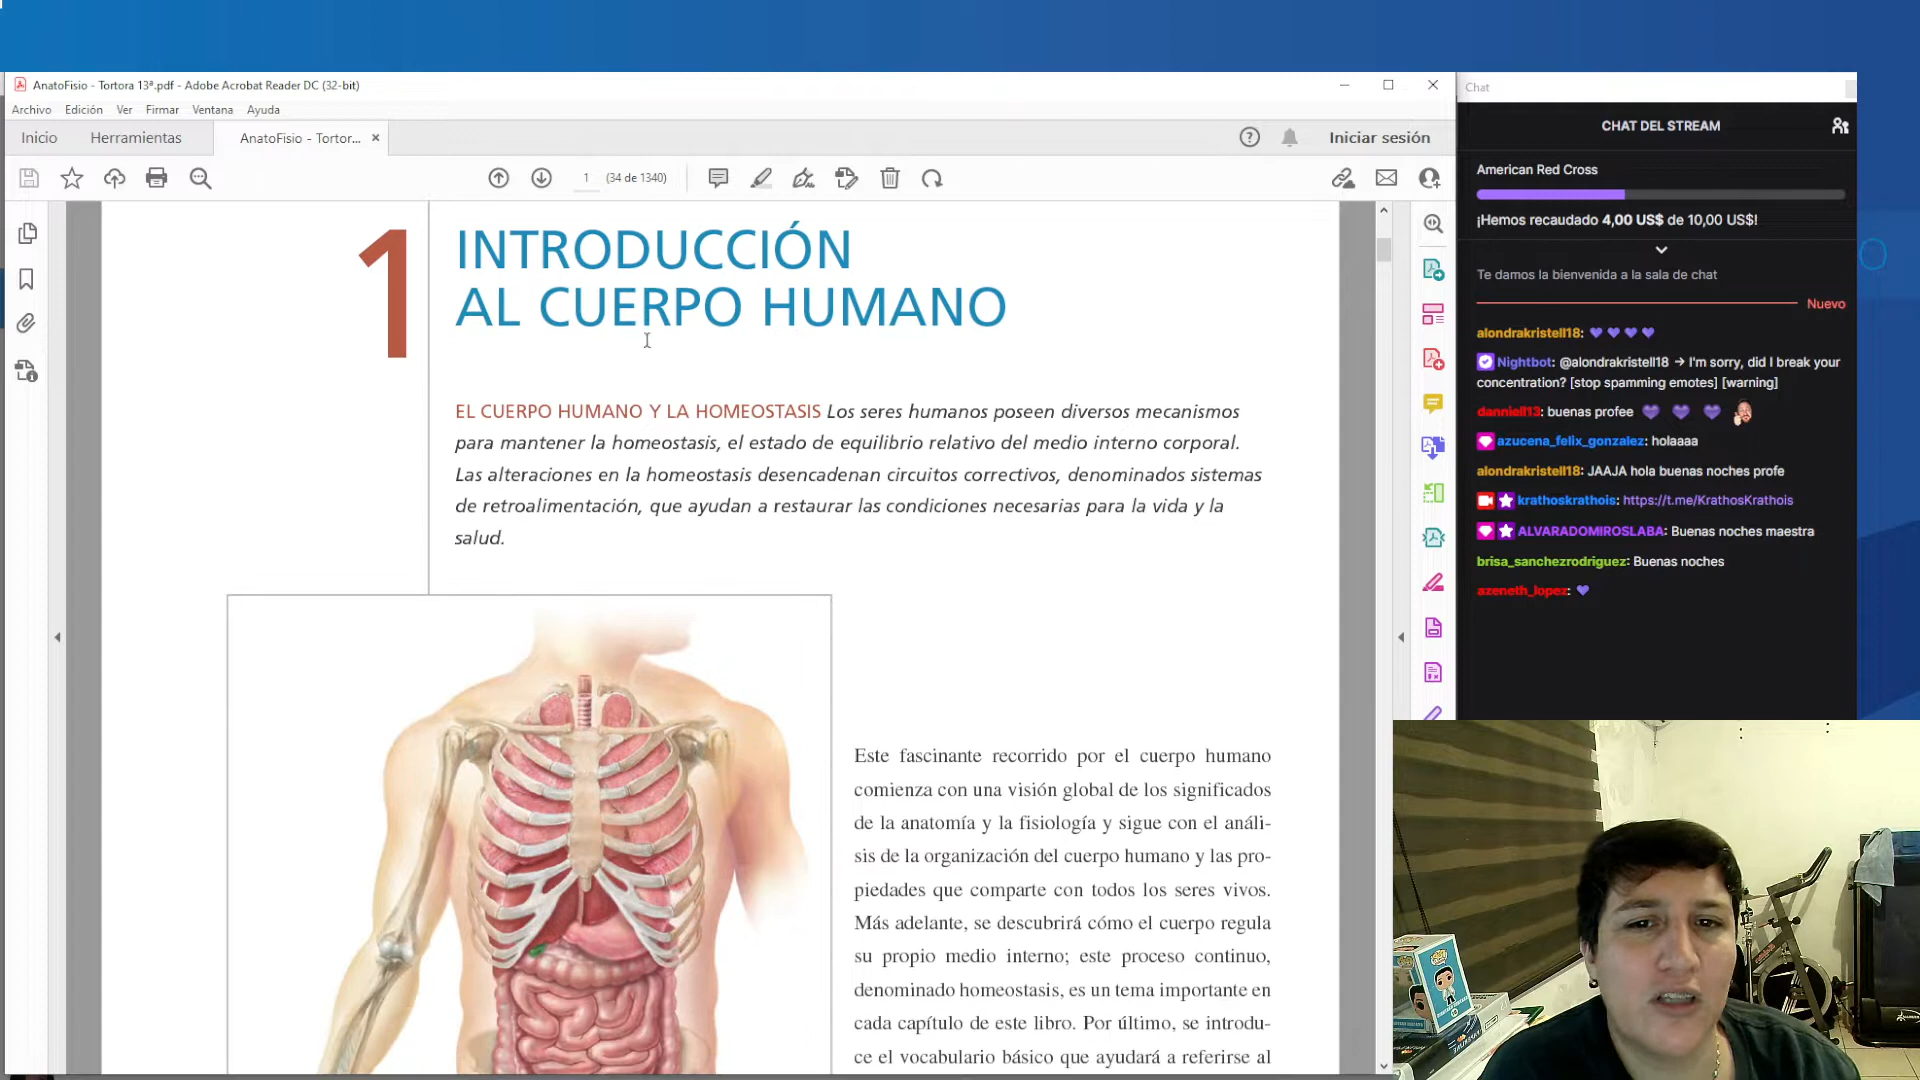 AnatoFisio - Tortora 13ª.pdf - Adobe Acrobat Reader DC (32-bit)
Archivo Edición Ver Firmar Ventana Ayuda
Inicio Herramientas AnatoFisio - Tortor... × Iniciar sesión
1 (34 de 1340)
1
INTRODUCCIÓN
AL CUERPO HUMANO
EL CUERPO HUMANO Y LA HOMEOSTASIS Los seres humanos poseen diversos mecanismos
para mantener la homeostasis, el estado de equilibrio relativo del medio interno corporal.
Las alteraciones en la homeostasis desencadenan circuitos correctivos, denominados sistemas
de retroalimentación, que ayudan a restaurar las condiciones necesarias para la vida y la
salud.
Este fascinante recorrido por el cuerpo humano
comienza con una visión global de los significados
de la anatomía y la fisiología y sigue con el análi-
sis de la organización del cuerpo humano y las pro-
piedades que comparte con todos los seres vivos.
Más adelante, se descubrirá cómo el cuerpo regula
su propio medio interno; este proceso continuo,
denominado homeostasis, es un tema importante en
cada capítulo de este libro. Por último, se introdu-
ce el vocabulario básico que ayudará a referirse al
Chat
CHAT DEL STREAM
American Red Cross
¡Hemos recaudado 4,00 US$ de 10,00 US$!
Te damos la bienvenida a la sala de chat
Nuevo
alondrakristell18:
Nightbot: @alondrakristell18 → I'm sorry, did I break your
concentration? [stop spamming emotes] [warning]
danniell13: buenas profee
azucena_felix_gonzalez: holaaaa
alondrakristell18: JAAJA hola buenas noches profe
krathoskrathois: https://t.me/KrathosKrathois
ALVARADOMIROSLABA: Buenas noches maestra
brisa_sanchezrodriguez: Buenas noches
azeneth_lopez: